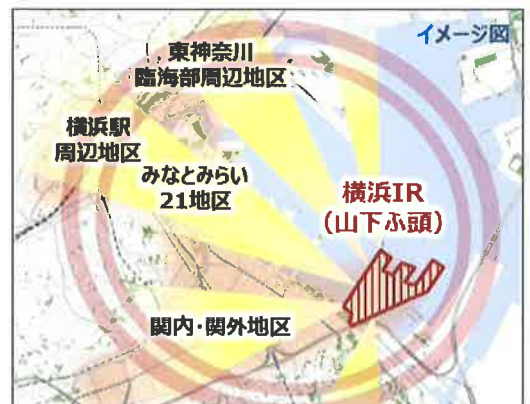 イメージ図
東神奈川
臨海部周辺地区
横浜駅
周辺地区
みなとみらい
21地区
横浜IR
(山下ふ頭)
関内・関外地区